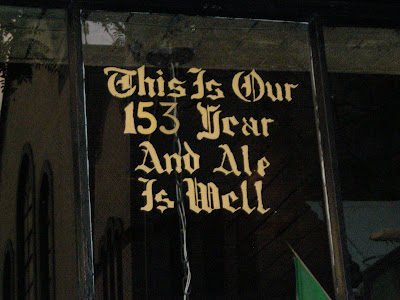 This Is Our
153 Year
And Ale
Is Well